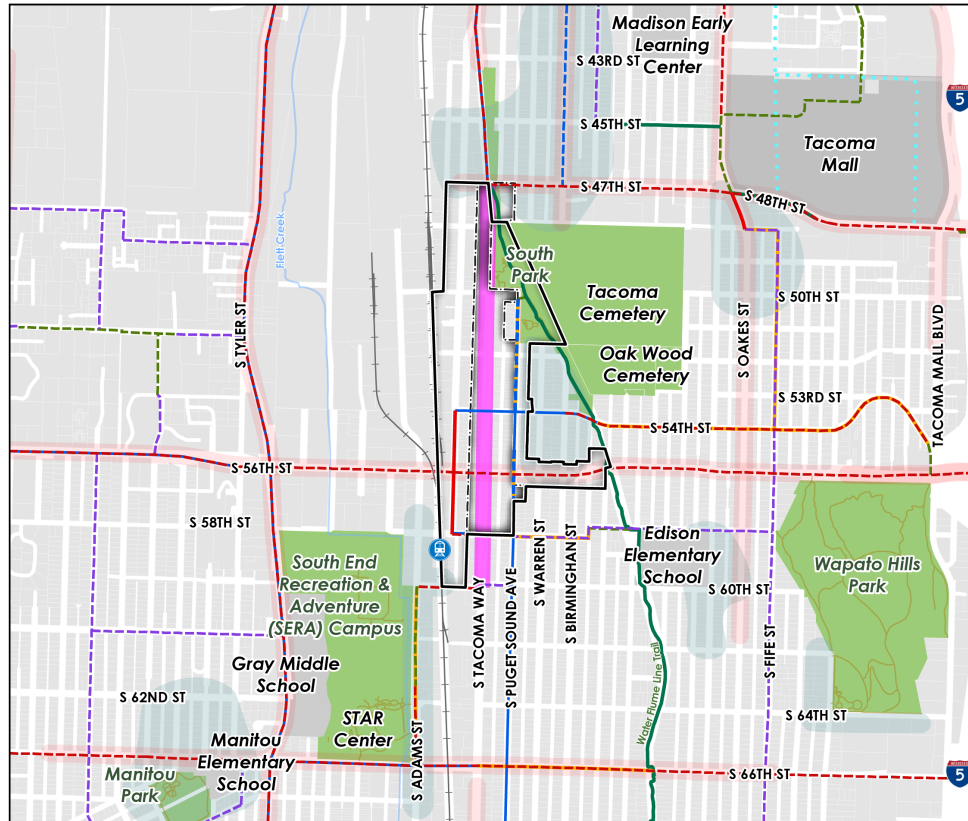 Madison Early
Learning
Center
S 43RD ST
5
S 45TH ST
Tacoma
Mall
S 47TH ST
S 48TH ST
Flett Creek
South
Park
Tacoma
Cemetery
S 50TH ST
S TYLER ST
S OAKES ST
TACOMA MALL BLVD
Oak Wood
Cemetery
S 53RD ST
S 54TH ST
S 56TH ST
S 58TH ST
South End
Recreation &
Adventure
(SERA) Campus
S TACOMA WAY
S PUGET SOUND AVE
S WARREN ST
S BIRMINGHAM ST
Edison
Elementary
School
Wapato Hills
Park
S 60TH ST
S FIFE ST
Gray Middle
School
S 62ND ST
STAR
Center
S ADAMS ST
Water Flume Line Trail
S 64TH ST
Manitou
Elementary
School
Manitou
Park
S 66TH ST
5